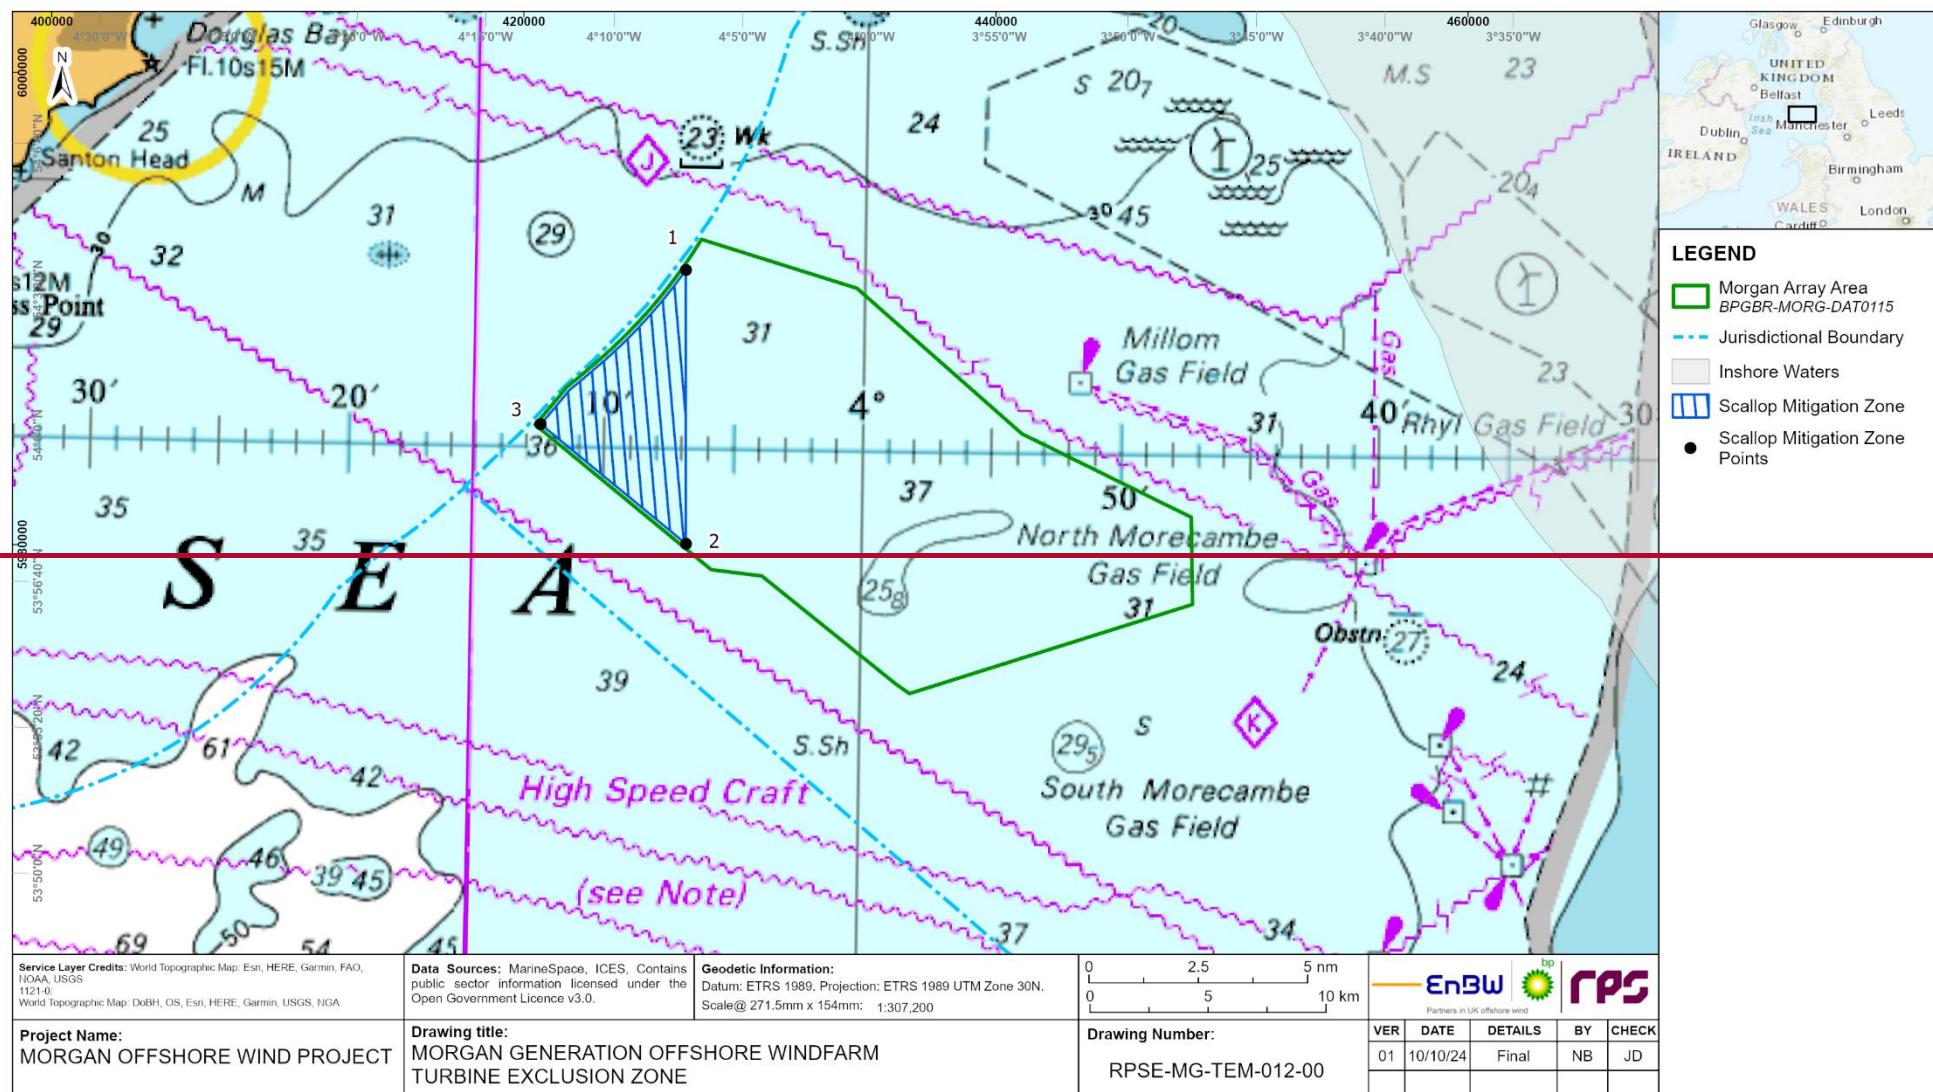 400000
420000
440000
460000
4°30'0"W
4°15'0"W
4°10'0"W
4°5'0"W
3°55'0"W
3°50'0"W
3°40'0"W
3°35'0"W
6000000
N
Douglas Bay
Fl.10s15M
25
Santon Head
M
31
32
30
s12M
ss Point
29
29
J
23 Wk
S.Sh
24
S 20₇
20
25
30 45
M.S
23
20₄
23
1
2
3
31
36
30'
20'
10'
4°
50'
40'
Millom
Gas Field
Gas
31
Rhyl Gas Field
30
Gas
54°0'0"N
35
35
37
North Morecambe
Gas Field
31
25₈
5980000
53°56'40"N
S E A
Obstn
27
24
39
S.Sh
S
29₅
K
South Morecambe
Gas Field
53°53'20"N
42
61
42
High Speed Craft
(see Note)
49
46
39 45
53°50'0"N
50
69
54
45
37
34
Glasgow
Edinburgh
UNITED
KINGDOM
Belfast
Irish
Sea
Manchester
Leeds
Dublin
IRELAND
Birmingham
WALES
London
Cardiff
LEGEND
Morgan Array Area
BPGBR-MORG-DAT0115
Jurisdictional Boundary
Inshore Waters
Scallop Mitigation Zone
Scallop Mitigation Zone
Points
Service Layer Credits: World Topographic Map: Esri, HERE, Garmin, FAO,
NOAA, USGS
1121-0:
World Topographic Map: DoBH, OS, Esri, HERE, Garmin, USGS, NGA
Data Sources: MarineSpace, ICES, Contains
public sector information licensed under the
Open Government Licence v3.0.
Geodetic Information:
Datum: ETRS 1989. Projection: ETRS 1989 UTM Zone 30N.
Scale@ 271.5mm x 154mm: 1:307,200
0 2.5 5 nm
0 5 10 km
EnBW
bp
rps
Partners in UK offshore wind
Project Name:
MORGAN OFFSHORE WIND PROJECT
Drawing title:
MORGAN GENERATION OFFSHORE WINDFARM
TURBINE EXCLUSION ZONE
Drawing Number:
RPSE-MG-TEM-012-00
VER DATE DETAILS BY CHECK
01 10/10/24 Final NB JD